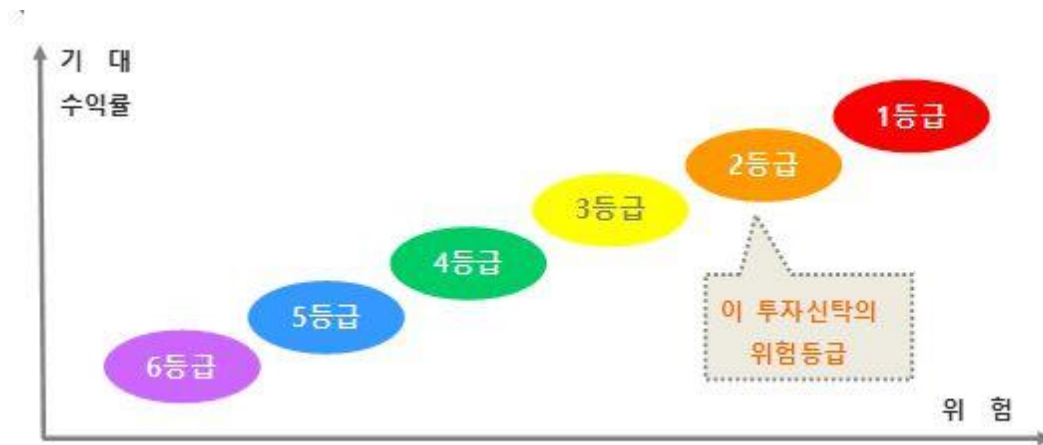 기 대
수익률
1등급
2등급
3등급
4등급
5등급
6등급
이 투자신탁의
위험등급
위 험